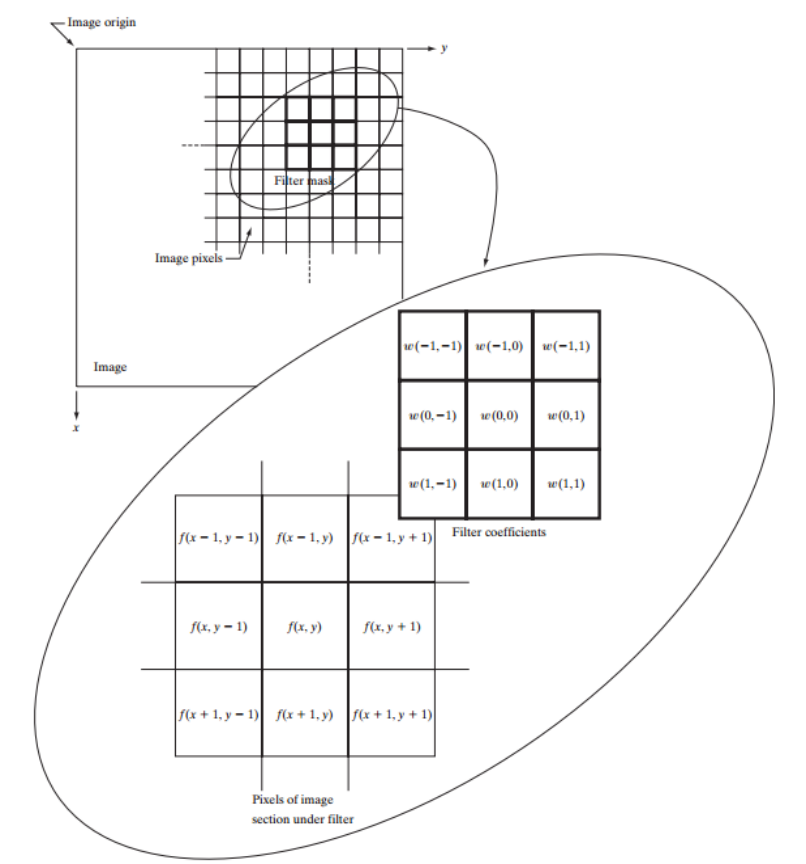 Image origin
y
Filter mask
Image pixels
Image
x
w(−1,−1) w(−1,0) w(−1,1)
w(0,−1) w(0,0) w(0,1)
w(1,−1) w(1,0) w(1,1)
Filter coefficients
f(x − 1, y − 1) f(x − 1, y) f(x − 1, y + 1)
f(x, y − 1) f(x, y) f(x, y + 1)
f(x + 1, y − 1) f(x + 1, y) f(x + 1, y + 1)
Pixels of image
section under filter